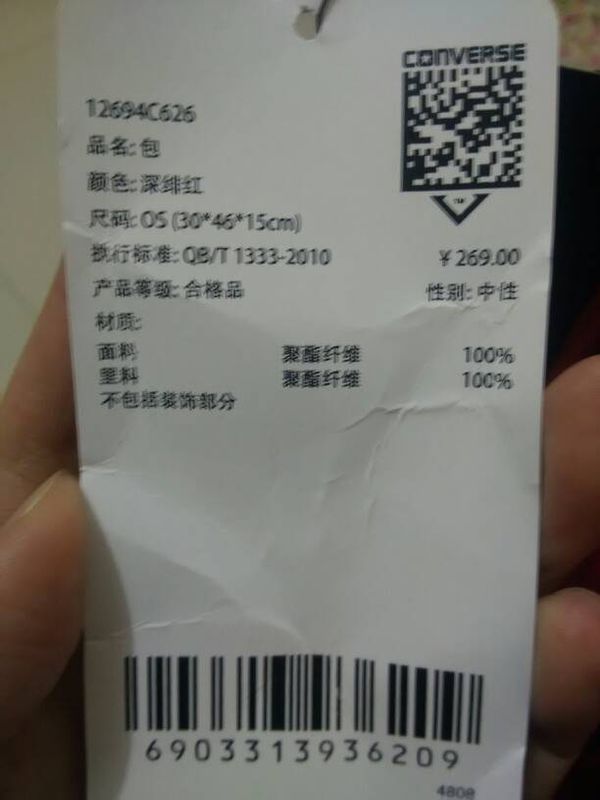 CONVERSE
TM
12694C626
品名: 包
颜色: 深绯红
尺码: OS (30*46*15cm)
执行标准: QB/T 1333-2010
¥ 269.00
产品等级: 合格品
性别: 中性
材质:
面料 聚酯纤维 100%
里料 聚酯纤维 100%
不包括装饰部分
6903313936209
4808